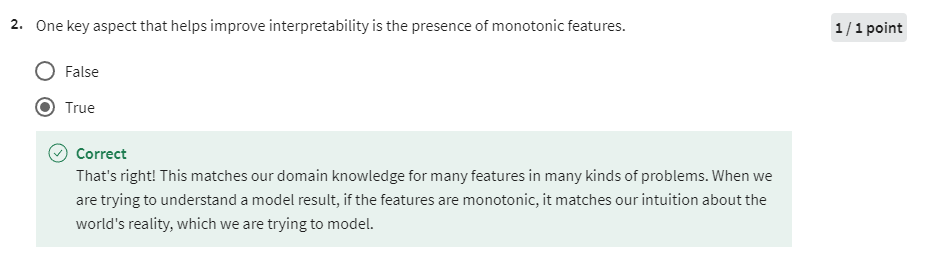 2. One key aspect that helps improve interpretability is the presence of monotonic features.
1 / 1 point
False
True
Correct
That's right! This matches our domain knowledge for many features in many kinds of problems. When we
are trying to understand a model result, if the features are monotonic, it matches our intuition about the
world's reality, which we are trying to model.